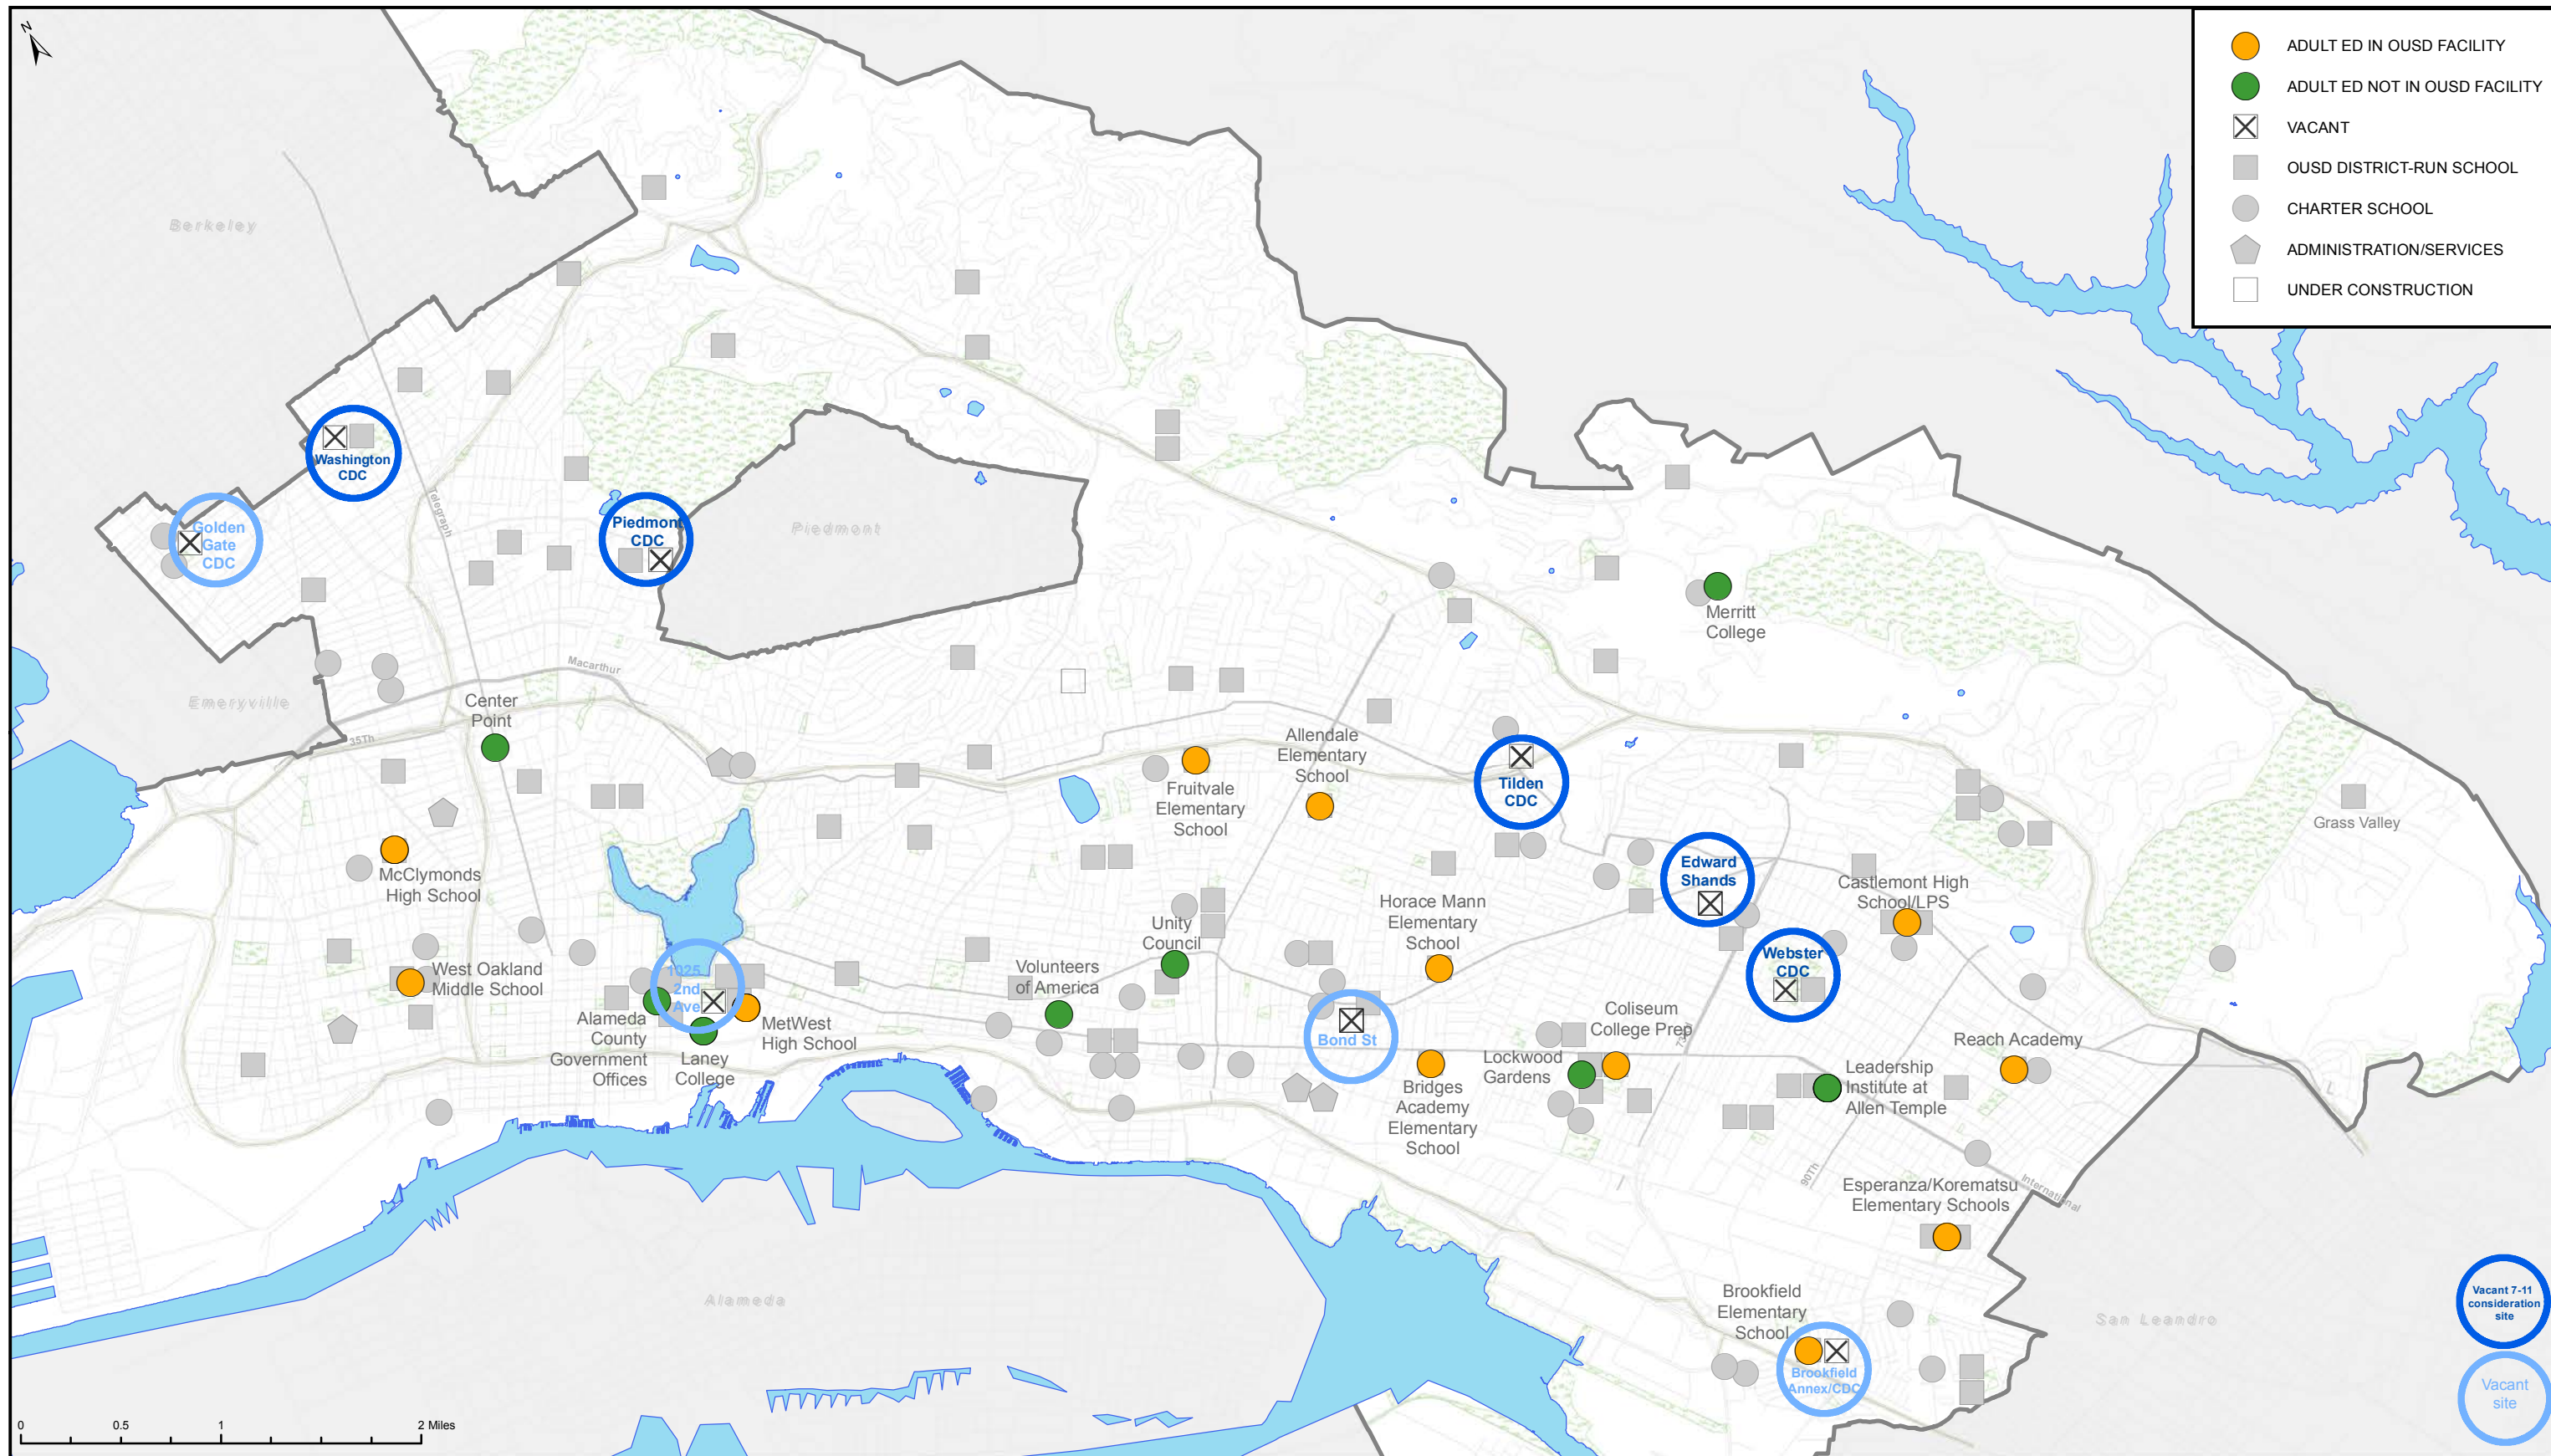 N
ADULT ED IN OUSD FACILITY
ADULT ED NOT IN OUSD FACILITY
VACANT
OUSD DISTRICT-RUN SCHOOL
CHARTER SCHOOL
ADMINISTRATION/SERVICES
UNDER CONSTRUCTION
Berkeley
Washington
CDC
Golden
Gate
CDC
Telegraph
Piedmont
CDC
Piedmont
Merritt
College
Macarthur
Emeryville
Center
Point
35Th
Allendale
Elementary
School
Fruitvale
Elementary
School
Tilden
CDC
Grass Valley
McClymonds
High School
Edward
Shands
Castlemont High
School/LPS
Horace Mann
Elementary
School
Unity
Council
Webster
CDC
West Oakland
Middle School
1025
2nd
Ave
Volunteers
of America
Alameda
County
Government
Offices
MetWest
High School
Laney
College
Bond St
Coliseum
College Prep
Lockwood
Gardens
Reach Academy
Bridges
Academy
Elementary
School
Leadership
Institute at
Allen Temple
90Th
International
Esperanza/Korematsu
Elementary Schools
Alameda
San Leandro
Brookfield
Elementary
School
Brookfield
Annex/CDC
Vacant 7-11
consideration
site
Vacant
site
0 0.5 1 2 Miles